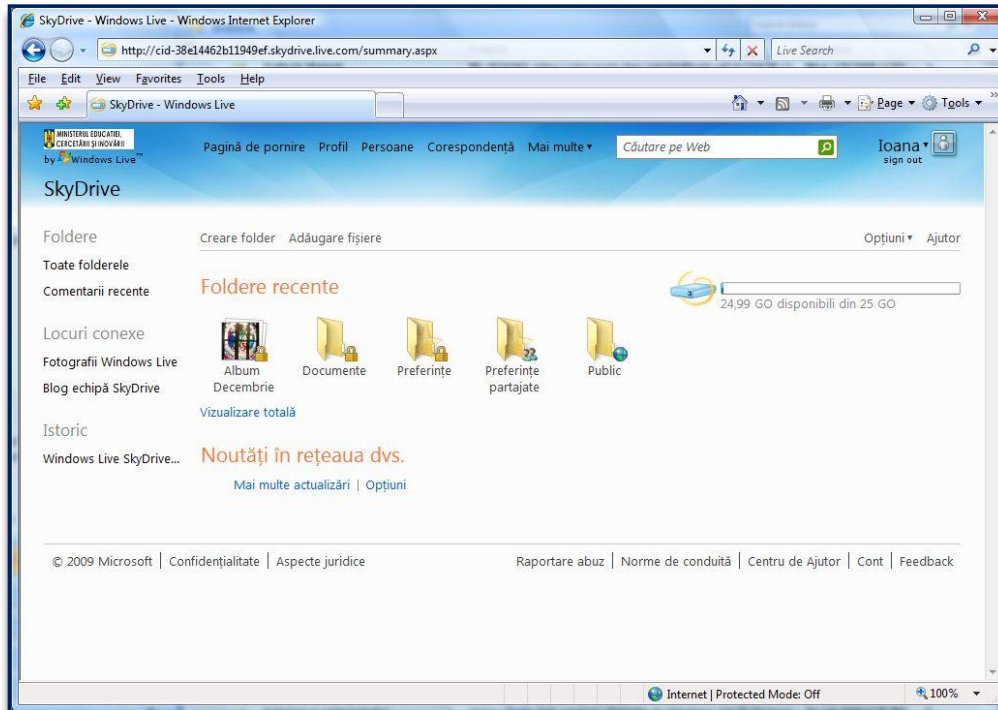 SkyDrive - Windows Live - Windows Internet Explorer
http://cid-38e14462b11949ef.skydrive.live.com/summary.aspx
Live Search
File Edit View Favorites Tools Help
SkyDrive - Windows Live
Page Tools
MINISTERUL EDUCAȚIEI,
CERCETĂRII ȘI INOVĂRII
by Windows Live™
Pagină de pornire Profil Persoane Corespondență Mai multe
Căutare pe Web
Ioana
sign out
SkyDrive
Foldere
Toate folderele
Comentarii recente
Locuri conexe
Fotografii Windows Live
Blog echipă SkyDrive
Istoric
Windows Live SkyDrive...
Creare folder Adăugare fișiere
Opțiuni Ajutor
Foldere recente
24,99 GO disponibili din 25 GO
Album
Decembrie
Documente
Preferințe
Preferințe
partajate
Public
Vizualizare totală
Noutăți în rețeaua dvs.
Mai multe actualizări | Opțiuni
© 2009 Microsoft | Confidențialitate | Aspecte juridice
Raportare abuz | Norme de conduită | Centru de Ajutor | Cont | Feedback
Internet | Protected Mode: Off
100%